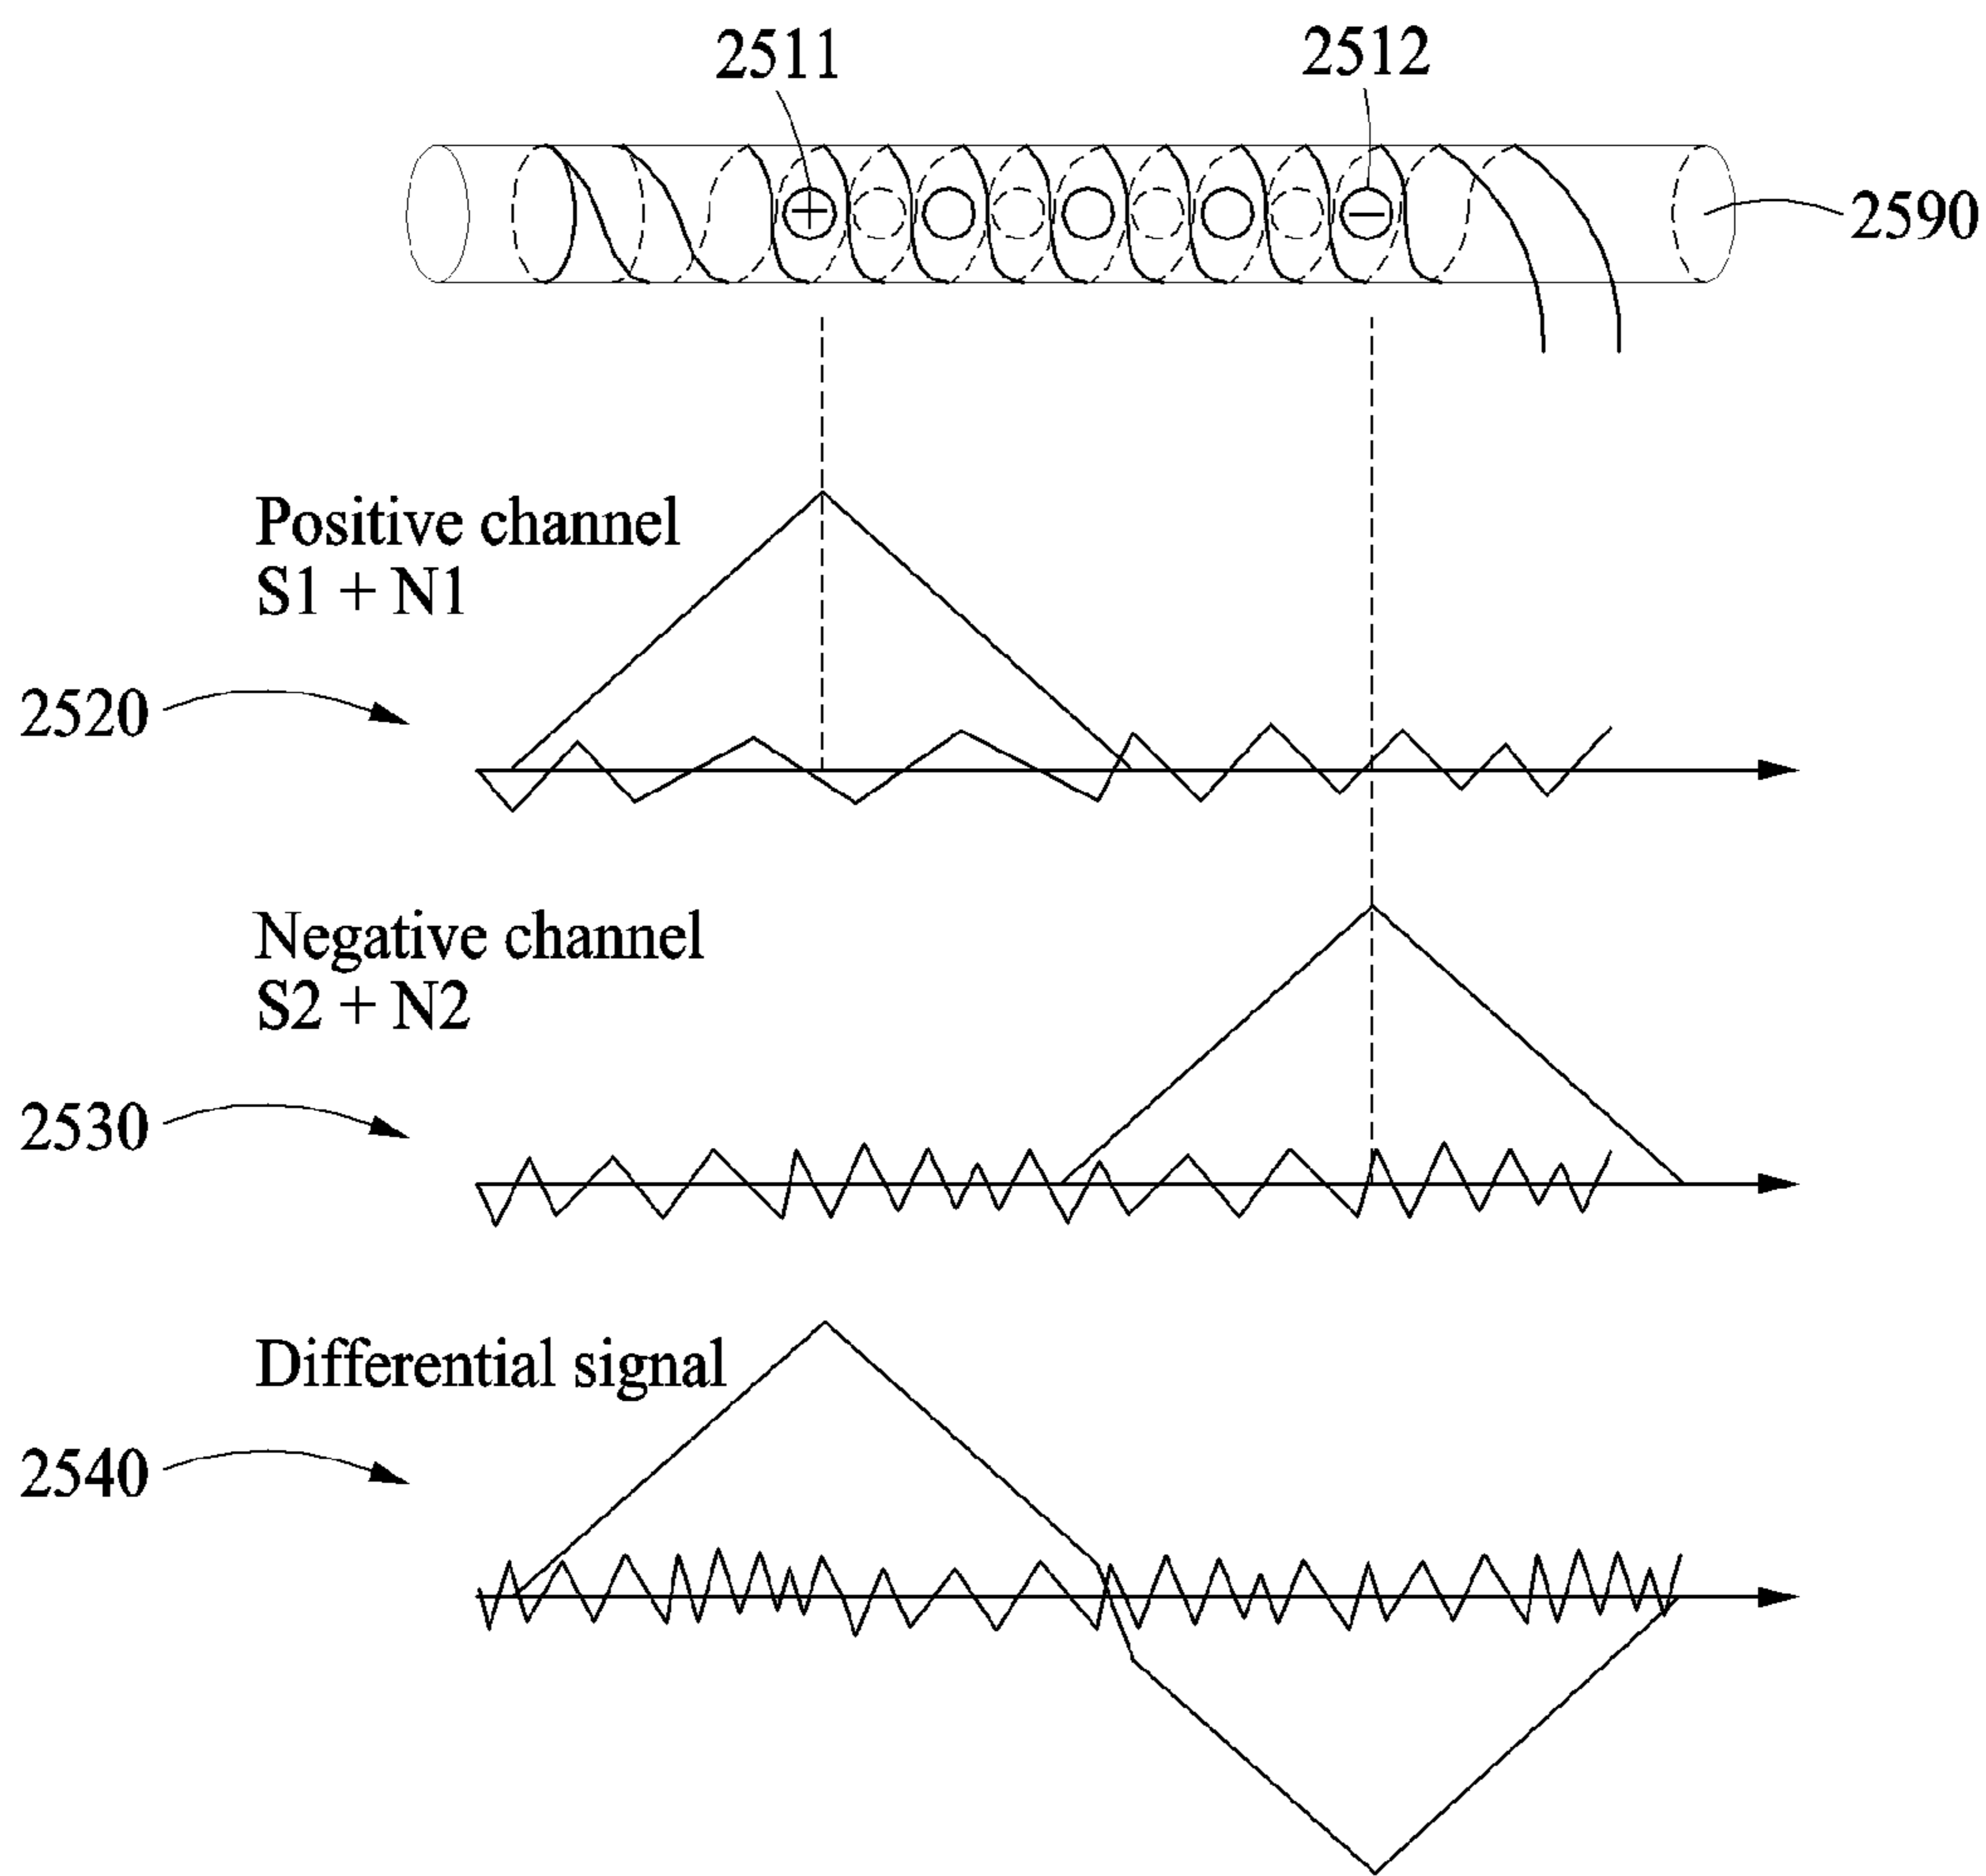 2511
2512
+
−
2590
Positive channel
S1 + N1
2520
Negative channel
S2 + N2
2530
Differential signal
2540